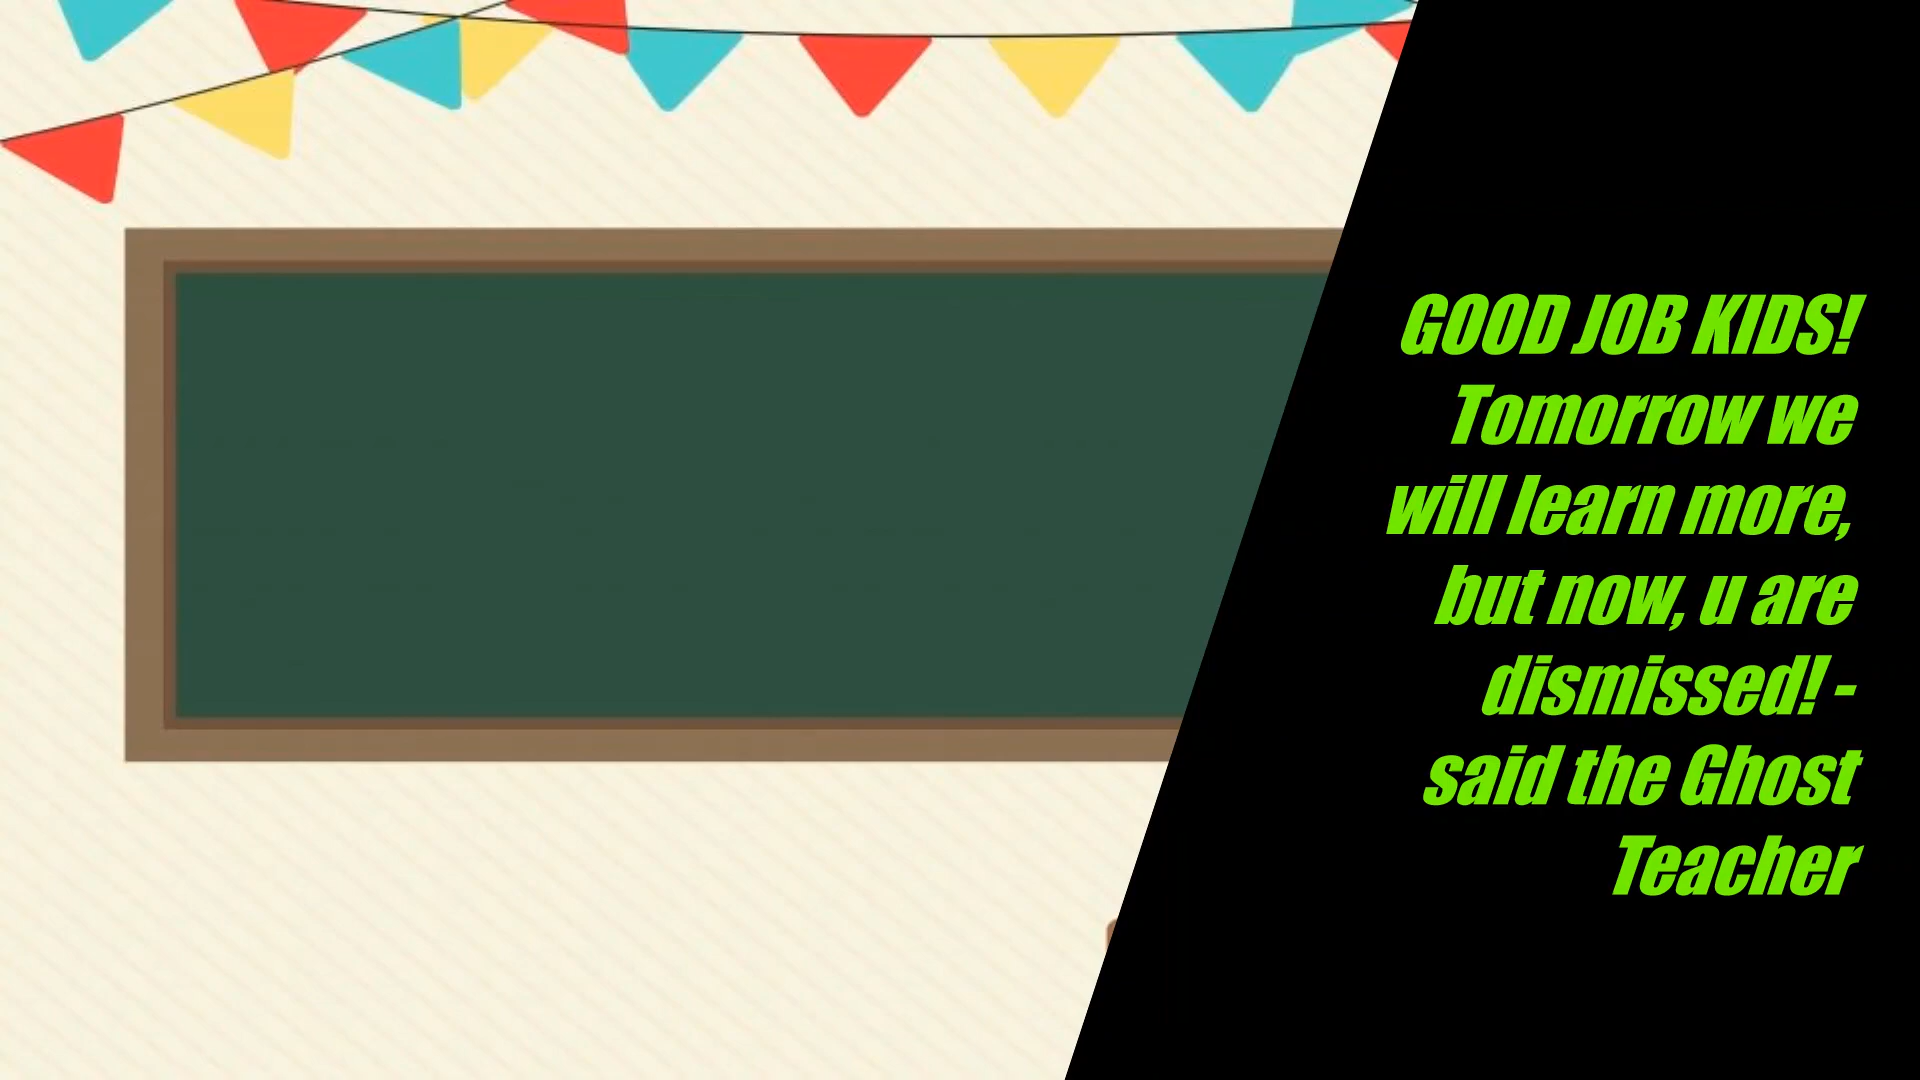 GOOD JOB KIDS!
Tomorrow we
will learn more,
but now, u are
dismissed! -
said the Ghost
Teacher